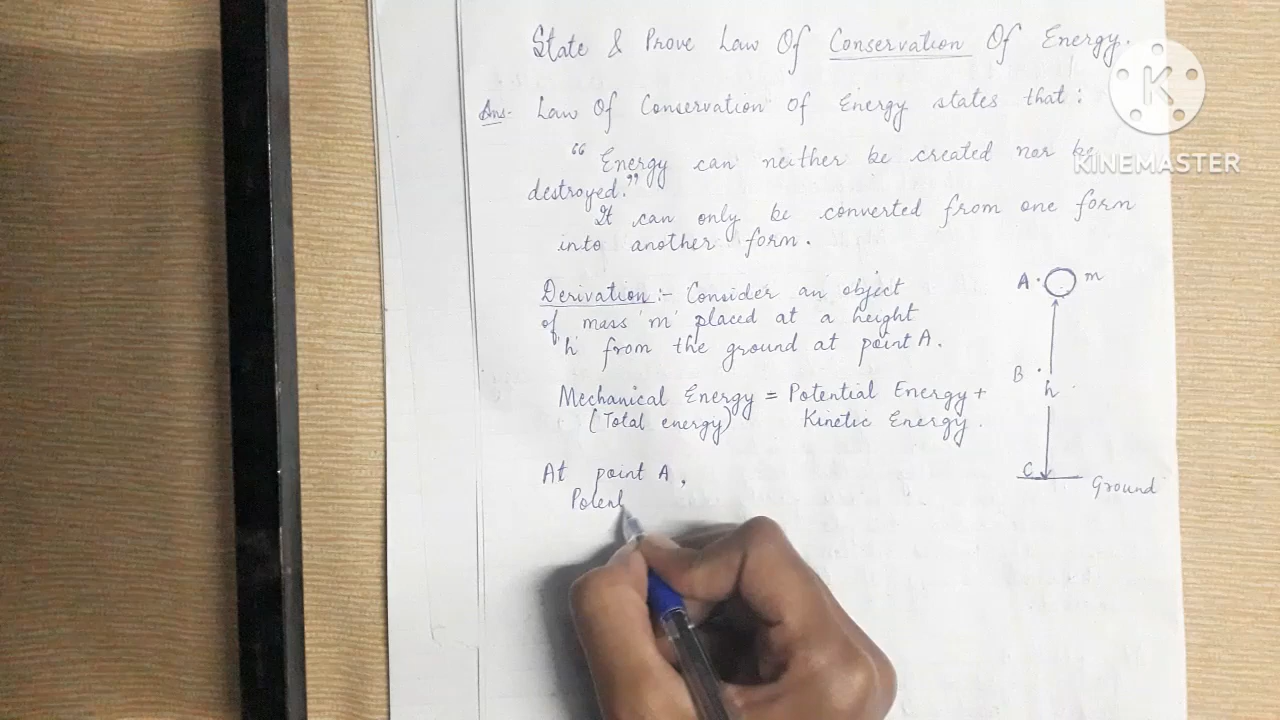 State & Prove Law Of Conservation Of Energy.
Ans- Law Of Conservation Of Energy states that :
"Energy can neither be created nor be
destroyed."
It can only be converted from one form
into another form.
Derivation :- Consider an object
of mass 'm' placed at a height
'h' from the ground at point A.
Mechanical Energy = Potential Energy +
(Total energy) Kinetic Energy.
At point A,
Potent
A. m
B .
h
C
Ground
K
KINEMASTER